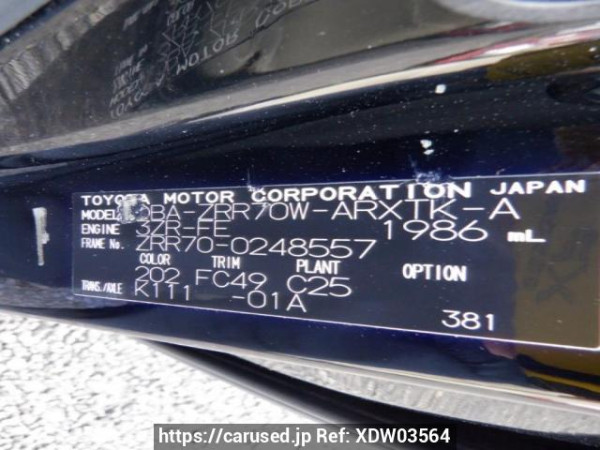 TOYOTA MOTOR CORPORATION JAPAN
MODEL DBA-ZRR70W-ARXTK-A
ENGINE 3ZR-FE 1986 mL
FRAME No. ZRR70-0248557
COLOR TRIM PLANT OPTION
202 FC49 C25
TRANS./AXLE K111 -01A
381
https://carused.jp Ref: XDW03564